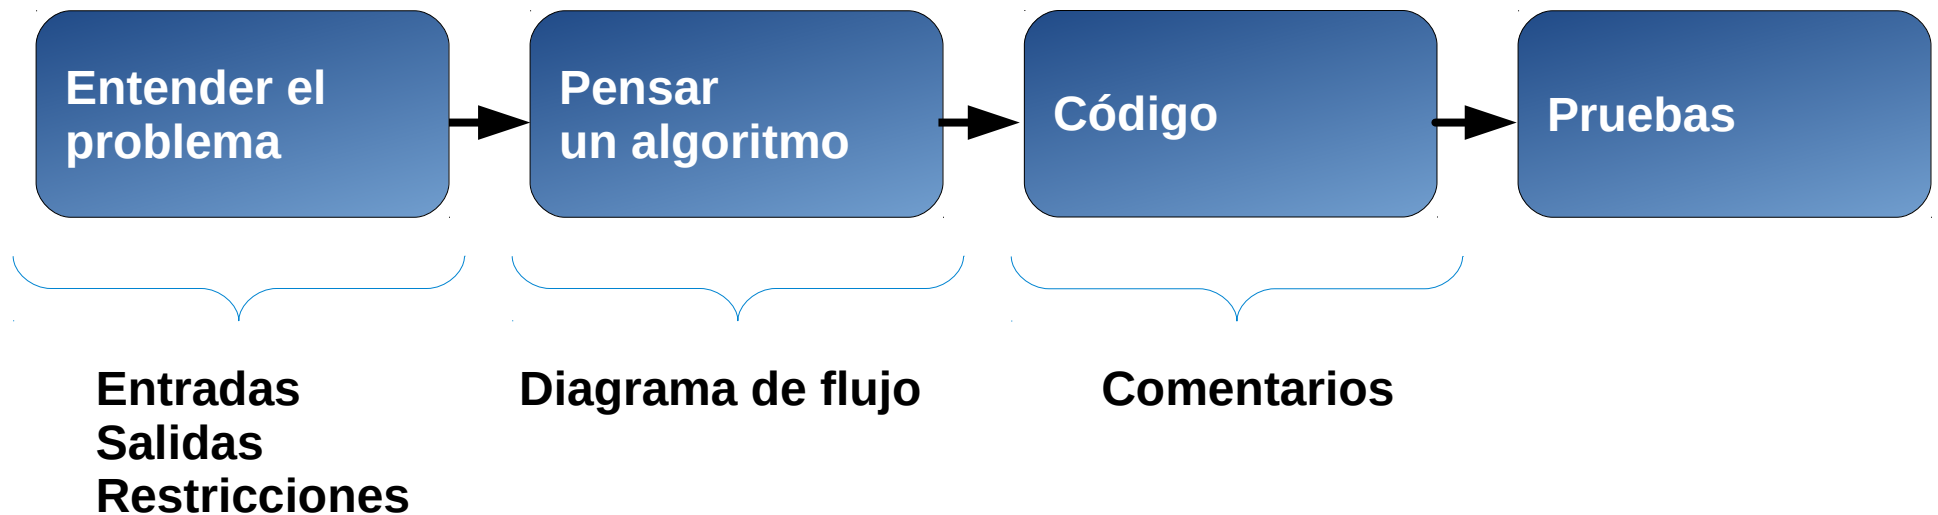 Entender el
problema
Pensar
un algoritmo
Código
Pruebas
Entradas
Salidas
Restricciones
Diagrama de flujo
Comentarios